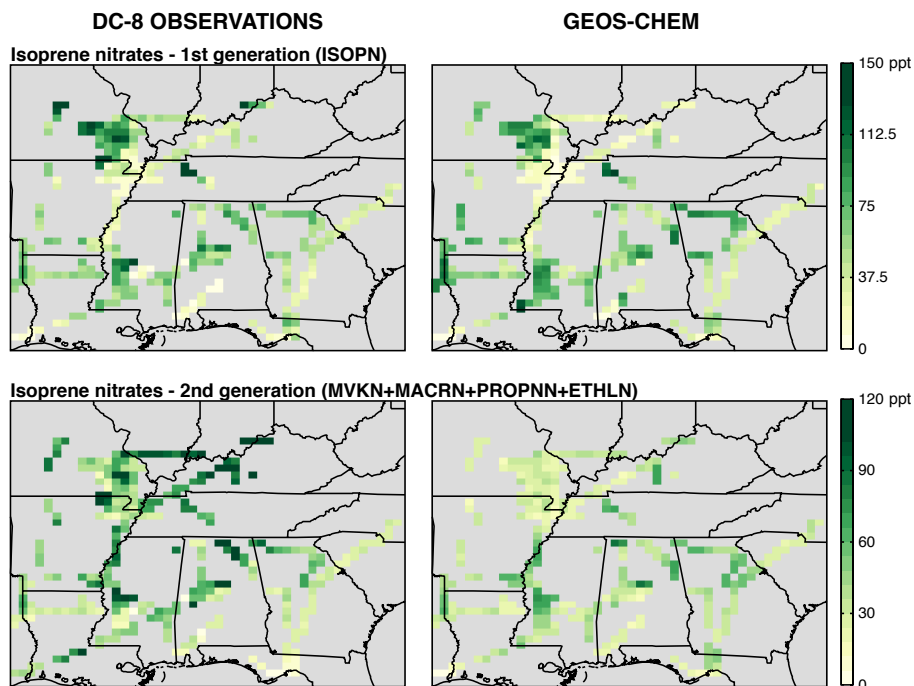 DC-8 OBSERVATIONS
GEOS-CHEM
Isoprene nitrates - 1st generation (ISOPN)
150 ppt
112.5
75
37.5
0
Isoprene nitrates - 2nd generation (MVKN+MACRN+PROPNN+ETHLN)
120 ppt
90
60
30
0